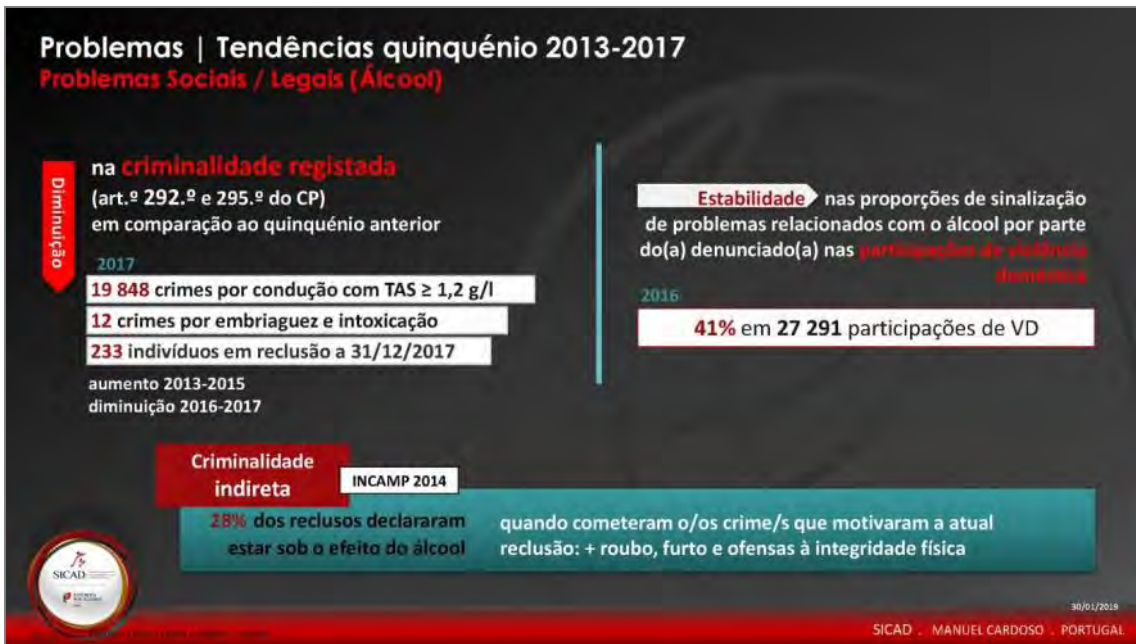 Problemas | Tendências quinquénio 2013-2017
Problemas Sociais / Legais (Álcool)
Diminuição
na criminalidade registada
(art.º 292.º e 295.º do CP)
em comparação ao quinquénio anterior
2017
19 848 crimes por condução com TAS ≥ 1,2 g/l
12 crimes por embriaguez e intoxicação
233 indivíduos em reclusão a 31/12/2017
aumento 2013-2015
diminuição 2016-2017
Estabilidade nas proporções de sinalização
de problemas relacionados com o álcool por parte
do(a) denunciado(a) nas participações de violência
doméstica
2016
41% em 27 291 participações de VD
Criminalidade
indireta
INCAMP 2014
28% dos reclusos declararam
estar sob o efeito do álcool
quando cometeram o/os crime/s que motivaram a atual
reclusão: + roubo, furto e ofensas à integridade física
SICAD
30/01/2019
SICAD . MANUEL CARDOSO . PORTUGAL